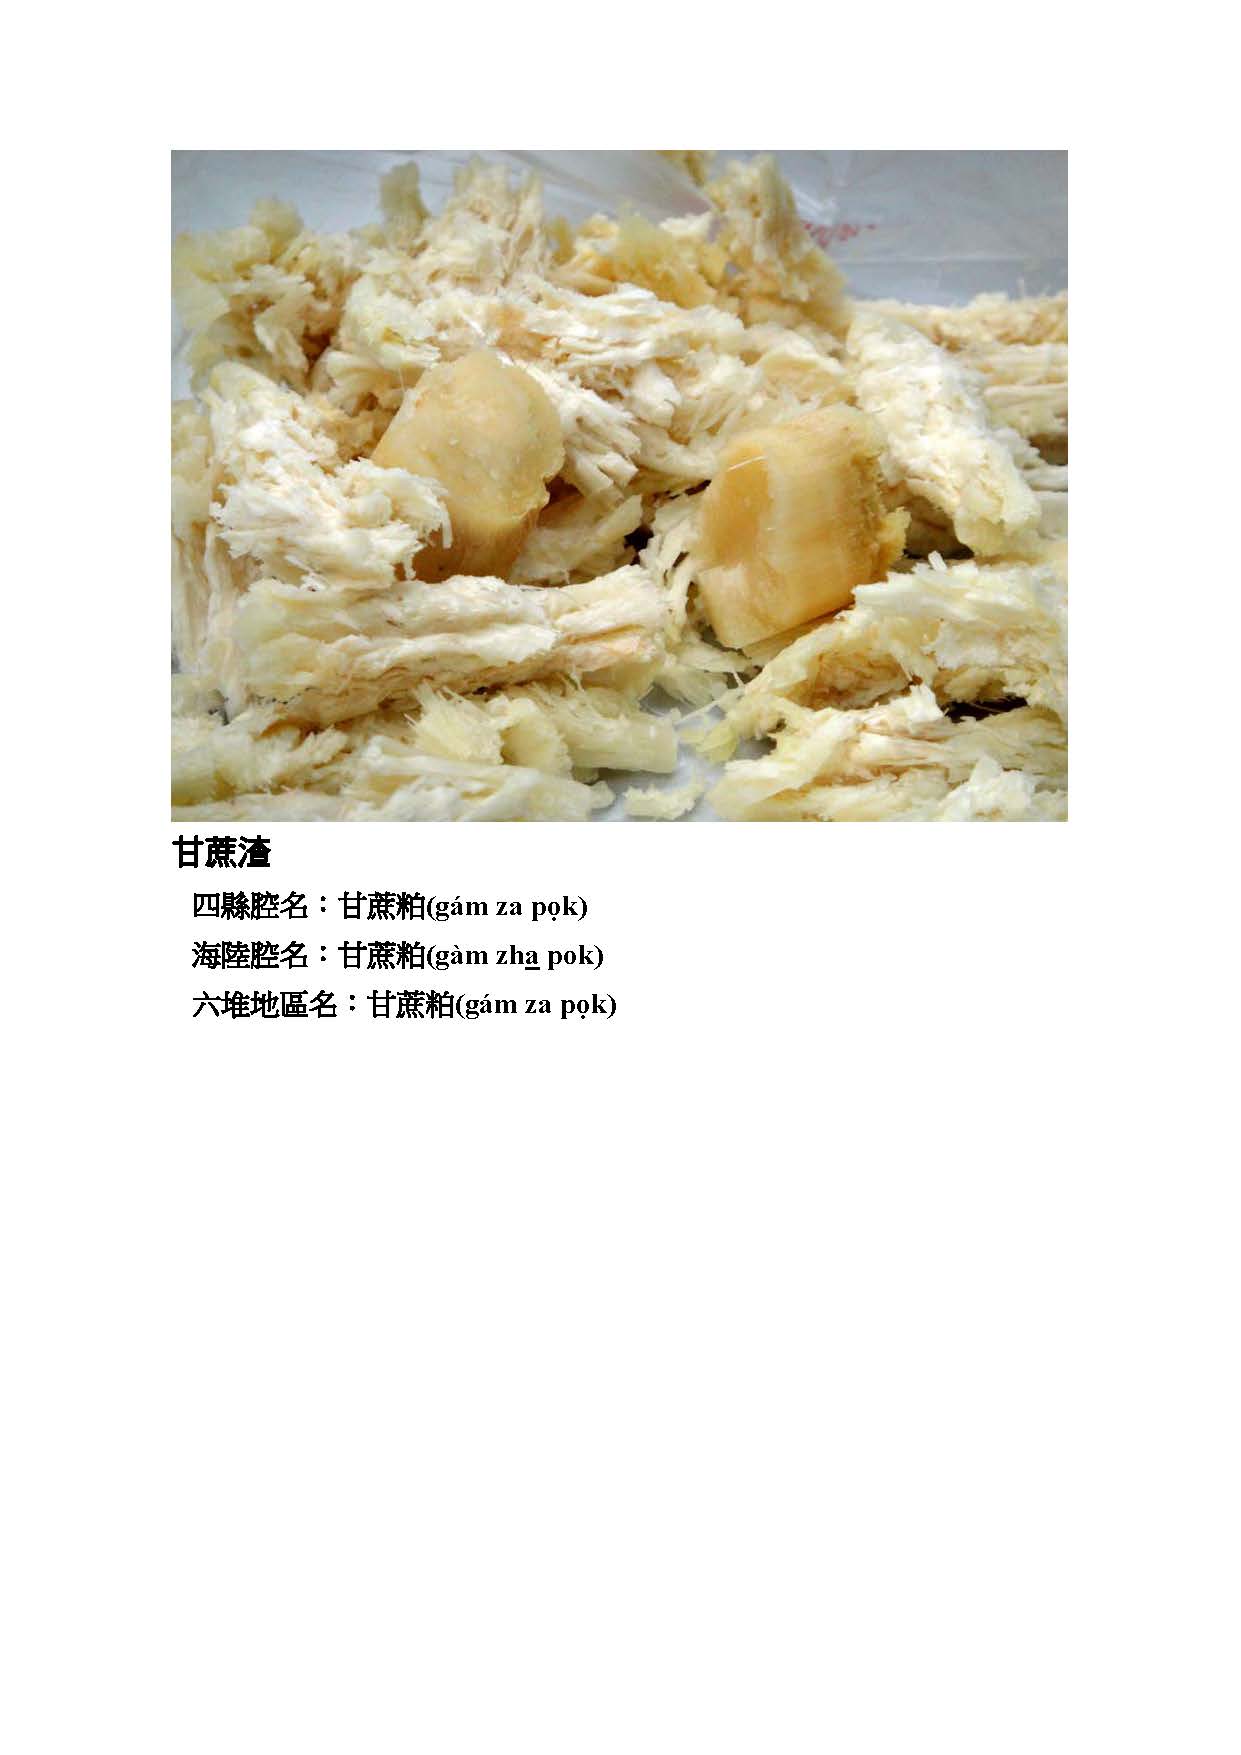 甘蔗渣
四縣腔名：甘蔗粕(gám za pọk)
海陸腔名：甘蔗粕(gàm zha̲ pok)
六堆地區名：甘蔗粕(gám za pọk)